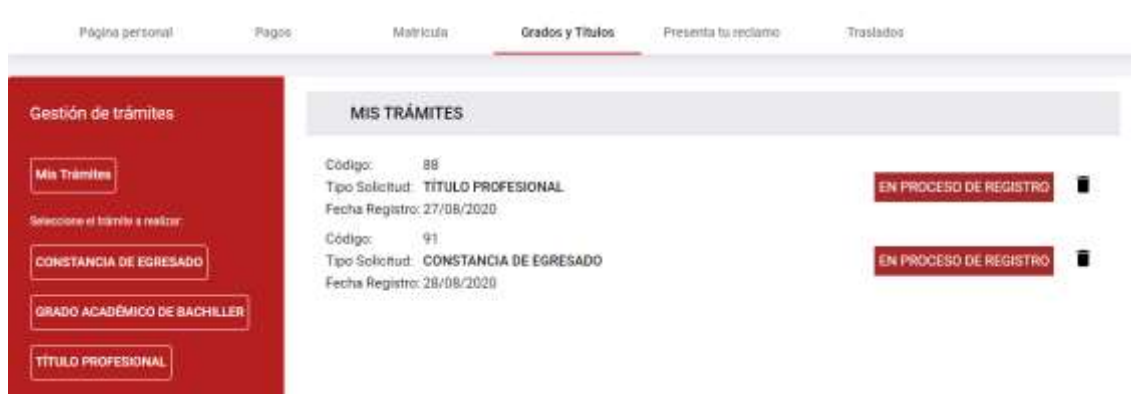 Página personal Pagos Matrícula Grados y Títulos Presenta tu reclamo Traslados
Gestión de trámites
Mis Trámites
Seleccione el trámite a realizar:
CONSTANCIA DE EGRESADO
GRADO ACADÉMICO DE BACHILLER
TÍTULO PROFESIONAL
MIS TRÁMITES
Código: 88
Tipo Solicitud: TÍTULO PROFESIONAL
Fecha Registro: 27/08/2020
EN PROCESO DE REGISTRO
Código: 91
Tipo Solicitud: CONSTANCIA DE EGRESADO
Fecha Registro: 28/08/2020
EN PROCESO DE REGISTRO